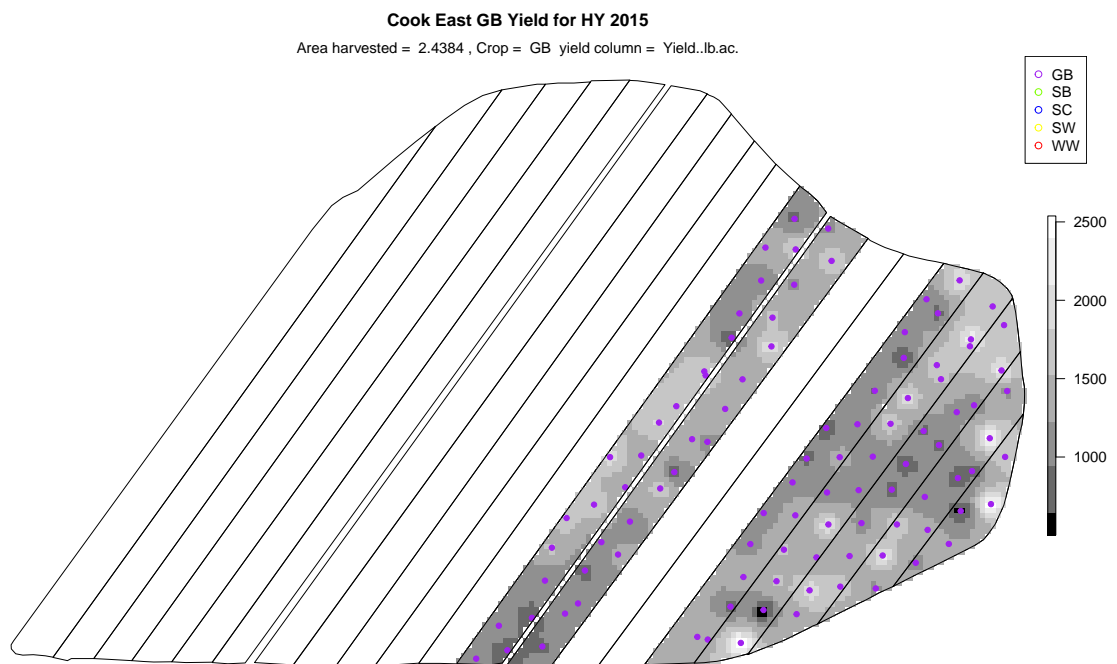 Cook East GB Yield for HY 2015
Area harvested = 2.4384 , Crop = GB yield column = Yield..lb.ac.
GB
SB
SC
SW
WW
2500
2000
1500
1000